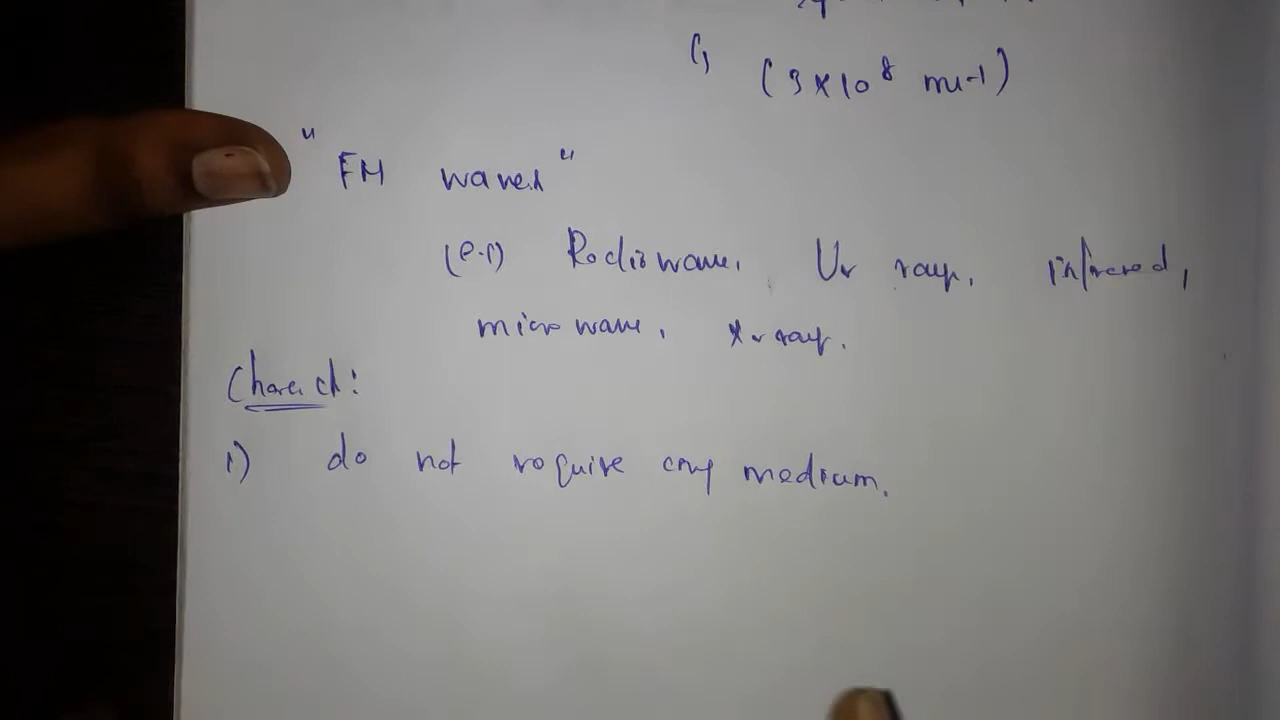 (3×10⁸ ms-1)
"EM waves"
(e.g) Radiowave, Uv rays, infrared,
microwave, x-rays.
Charact:
1) do not require any medium.